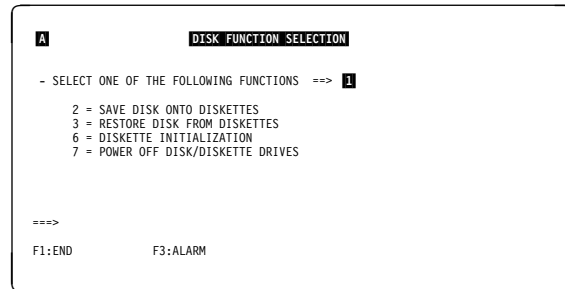 A DISK FUNCTION SELECTION
- SELECT ONE OF THE FOLLOWING FUNCTIONS ==> 1
2 = SAVE DISK ONTO DISKETTES
3 = RESTORE DISK FROM DISKETTES
6 = DISKETTE INITIALIZATION
7 = POWER OFF DISK/DISKETTE DRIVES
===>
F1:END F3:ALARM